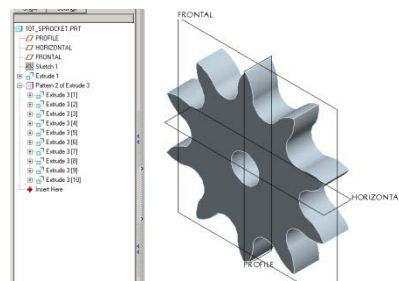 10T_SPROCKET.PRT
PROFILE
HORIZONTAL
FRONTAL
Sketch 1
Extrude 1
Pattern 2 of Extrude 3
Extrude 3 [1]
Extrude 3 [2]
Extrude 3 [3]
Extrude 3 [4]
Extrude 3 [5]
Extrude 3 [6]
Extrude 3 [7]
Extrude 3 [8]
Extrude 3 [9]
Extrude 3 [10]
Insert Here
FRONTAL
HORIZONTA
PROFILE